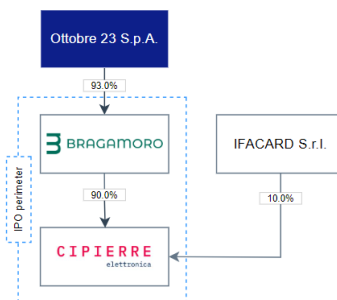 Ottobre 23 S.p.A.
93.0%
BRAGAMORO
IFACARD S.r.l.
IPO perimeter
90.0%
10.0%
CIPIERRE
elettronica